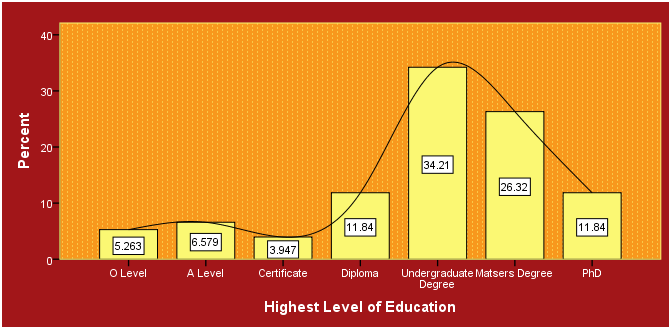 40
30
20
10
0
Percent
5.263
6.579
3.947
11.84
34.21
26.32
11.84
O Level
A Level
Certificate
Diploma
Undergraduate
Degree
Matsers Degree
PhD
Highest Level of Education